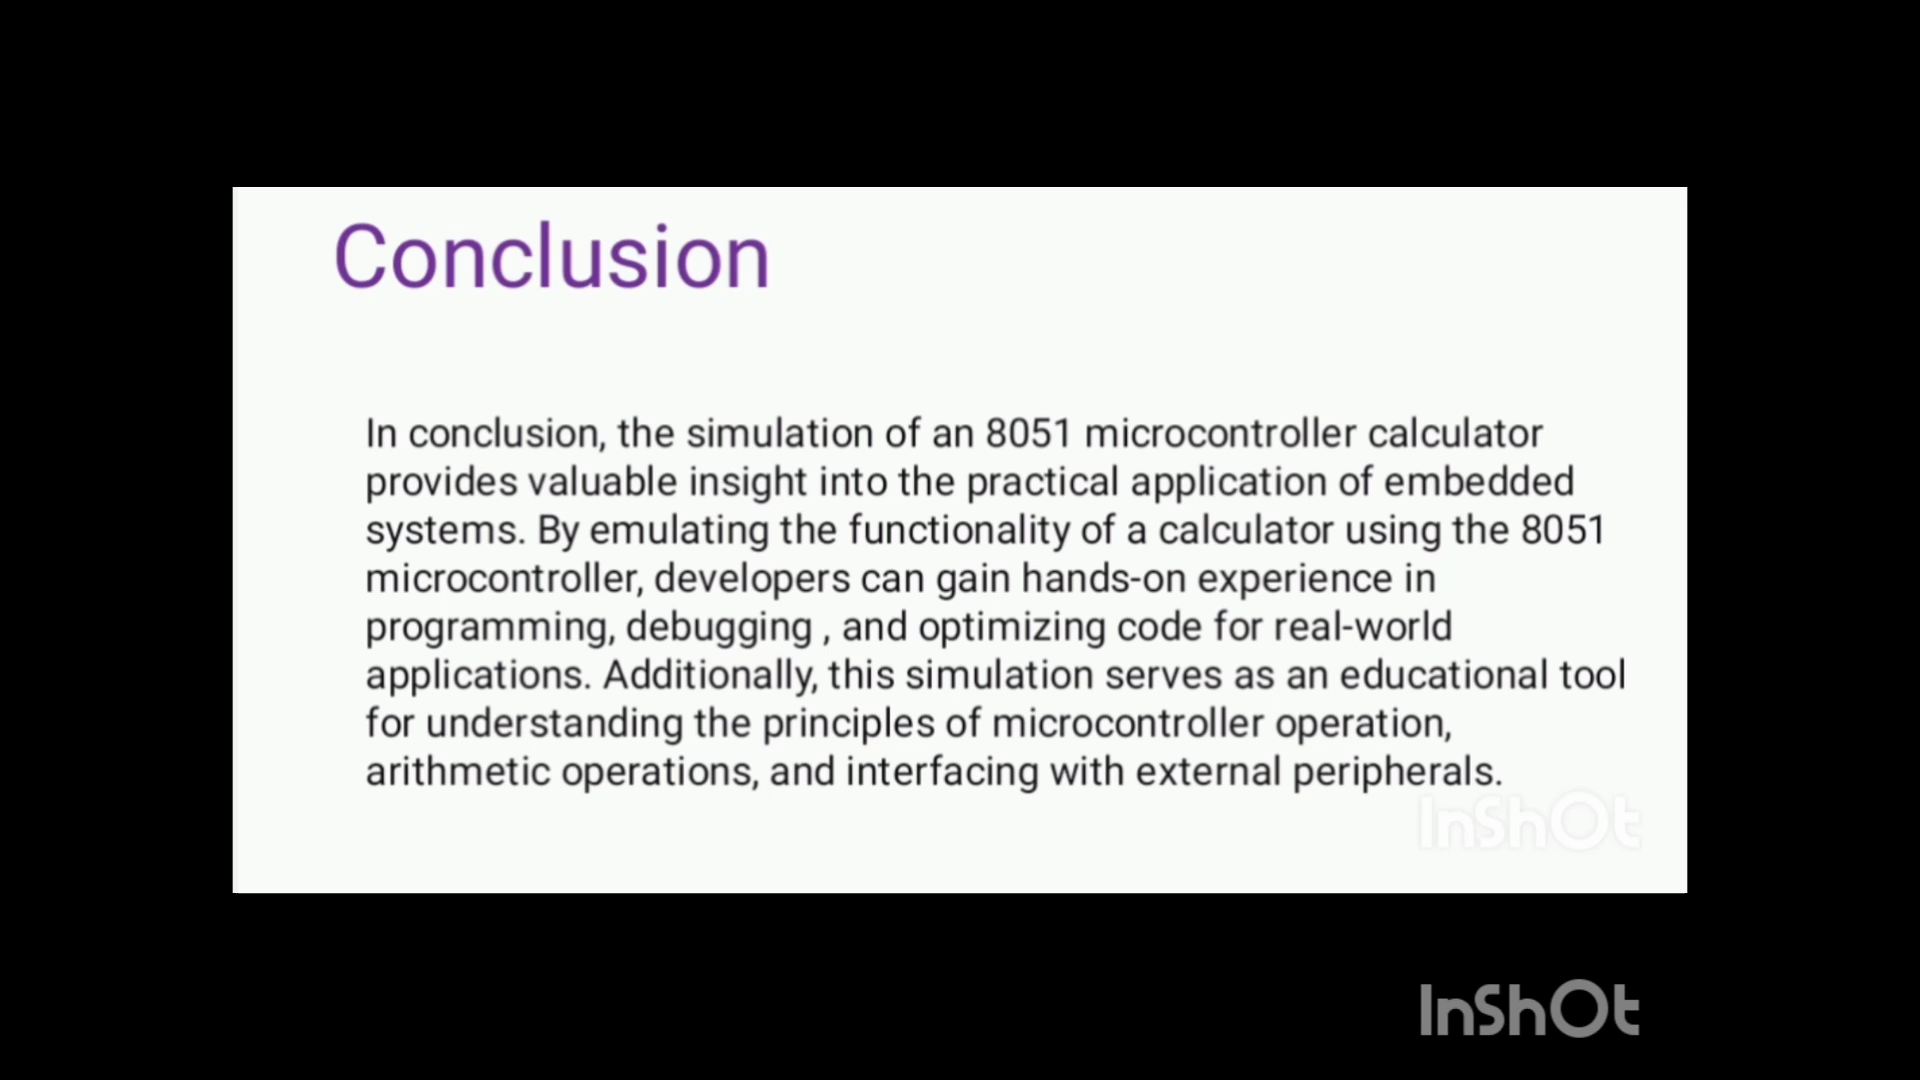 Conclusion
In conclusion, the simulation of an 8051 microcontroller calculator
provides valuable insight into the practical application of embedded
systems. By emulating the functionality of a calculator using the 8051
microcontroller, developers can gain hands-on experience in
programming, debugging , and optimizing code for real-world
applications. Additionally, this simulation serves as an educational tool
for understanding the principles of microcontroller operation,
arithmetic operations, and interfacing with external peripherals.
InShOt
InShOt